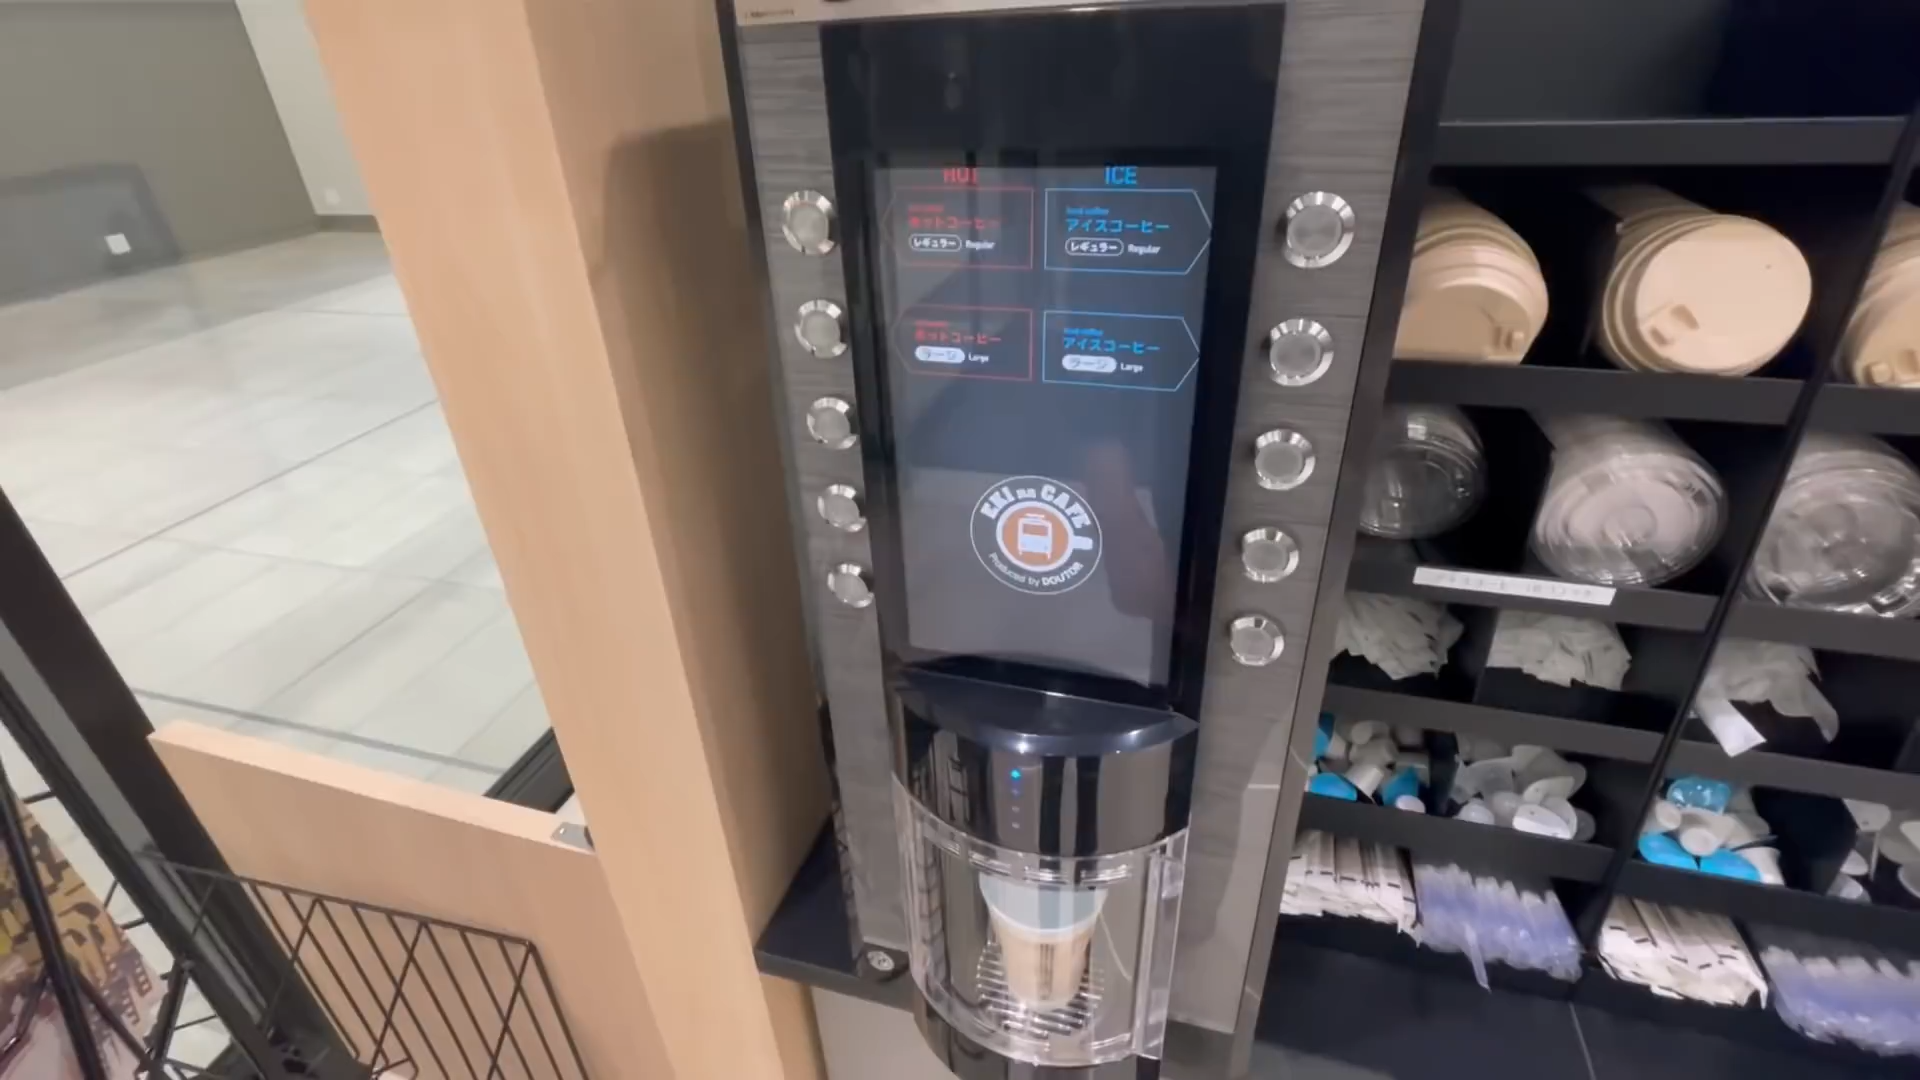 HOT
ICE
ホットコーヒー
レギュラー Regular
Iced coffee
アイスコーヒー
レギュラー Regular
ホットコーヒー
ラージ Large
Iced coffee
アイスコーヒー
ラージ Large
EKI na CAFE
Produced by DOUTOR